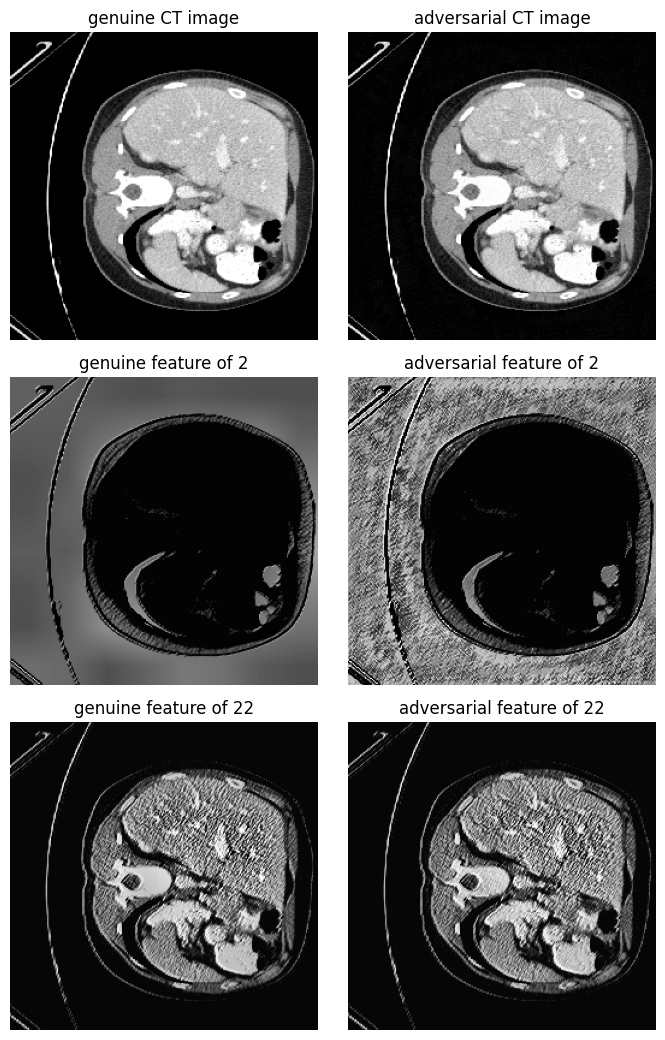 genuine CT image
adversarial CT image
genuine feature of 2
adversarial feature of 2
genuine feature of 22
adversarial feature of 22